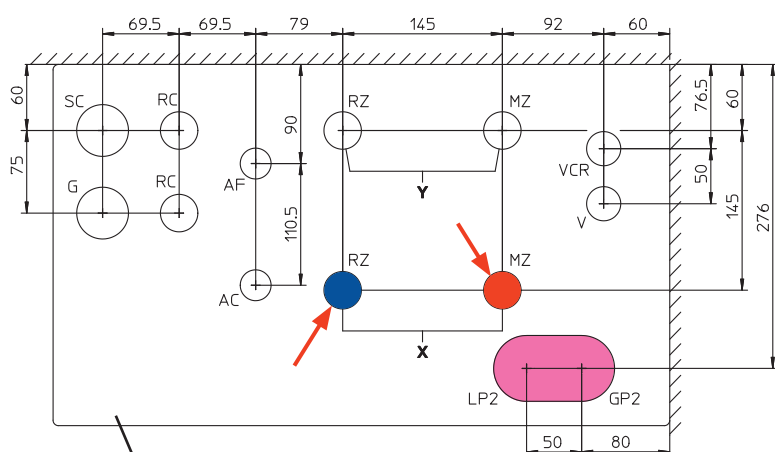 69.5 69.5 79 145 92 60
60
75
SC
RC
RZ
MZ
90
76.5
60
VCR
50
G
RC
AF
Y
V
145
276
110.5
RZ
MZ
AC
X
LP2
GP2
50 80